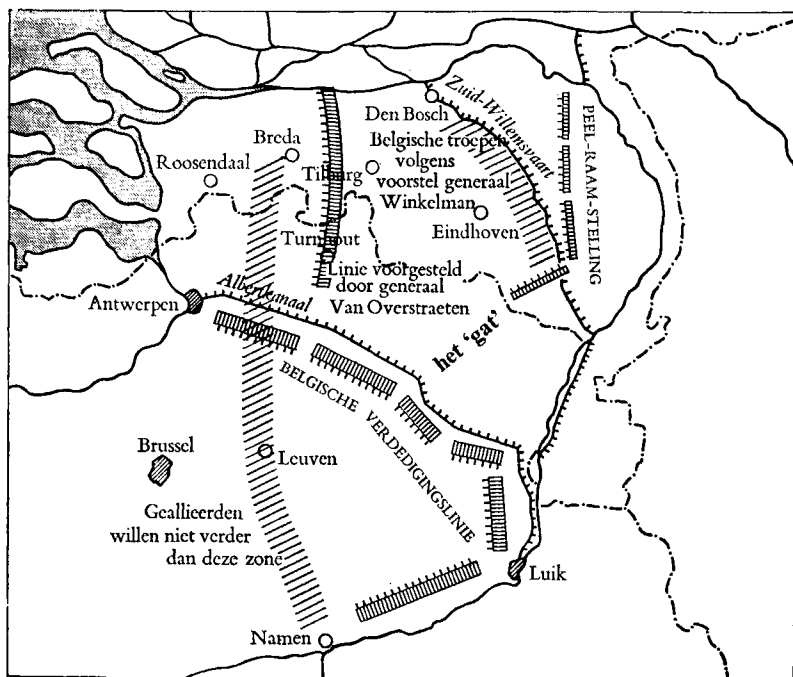 Zuid-Willemsvaart
Den Bosch
PEEL-RAAM-STELLING
Breda
Belgische troepen
volgens
voorstel generaal
Winkelman
Roosendaal
Tilburg
Eindhoven
Turnhout
Linie voorgesteld
door generaal
Van Overstraeten
Albertkanaal
Antwerpen
het ‘gat’
BELGISCHE VERDEDIGINGSLINIE
Brussel
Leuven
Geallieerden
willen niet verder
dan deze zone
Luik
Namen